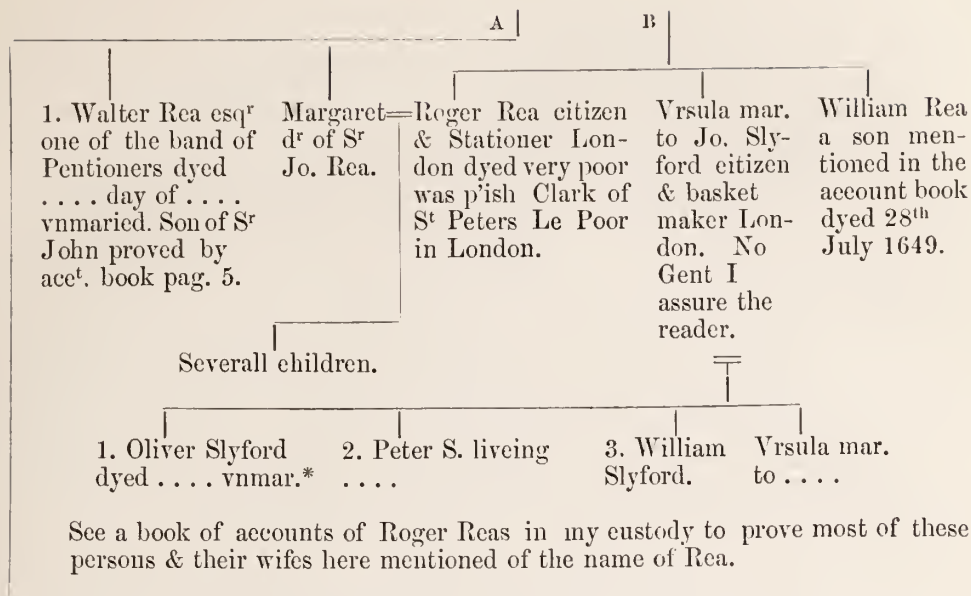 A
B
1. Walter Rea esqʳ
one of the band of
Pentioners dyed
. . . . day of . . . .
vnmaried. Son of Sʳ
John proved by
accᵗ. book pag. 5.
Margaret=
dʳ of Sʳ
Jo. Rea.
Roger Rea citizen
& Stationer Lon-
don dyed very poor
was p'ish Clark of
Sᵗ Peters Le Poor
in London.
Vrsula mar.
to Jo. Sly-
ford citizen
& basket
maker Lon-
don. No
Gent I
assure the
reader.
William Rea
a son men-
tioned in the
account book
dyed 28ᵗʰ
July 1649.
Severall children.
1. Oliver Slyford
dyed . . . . vnmar.*
2. Peter S. liveing
. . . .
3. William
Slyford.
Vrsula mar.
to . . . .
See a book of accounts of Roger Reas in my custody to prove most of these
persons & their wifes here mentioned of the name of Rea.